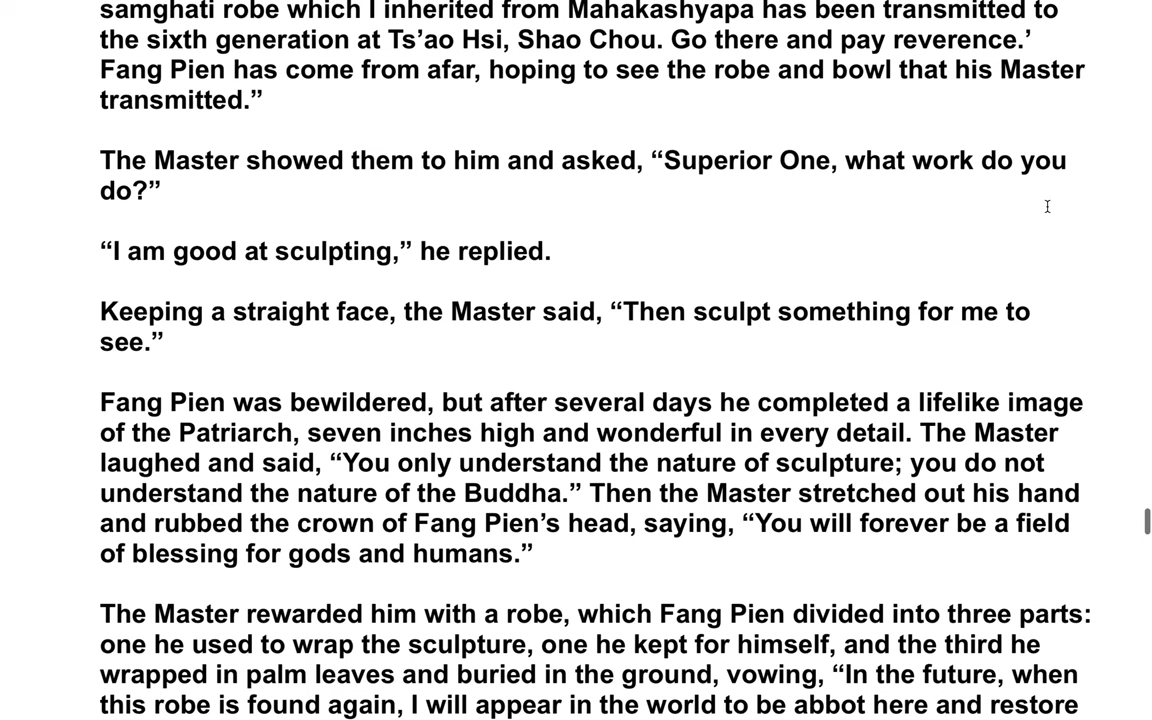 samghati robe which I inherited from Mahakashyapa has been transmitted to
the sixth generation at Ts’ao Hsi, Shao Chou. Go there and pay reverence.’
Fang Pien has come from afar, hoping to see the robe and bowl that his Master
transmitted.”
The Master showed them to him and asked, “Superior One, what work do you
do?”
“I am good at sculpting,” he replied.
Keeping a straight face, the Master said, “Then sculpt something for me to
see.”
Fang Pien was bewildered, but after several days he completed a lifelike image
of the Patriarch, seven inches high and wonderful in every detail. The Master
laughed and said, “You only understand the nature of sculpture; you do not
understand the nature of the Buddha.” Then the Master stretched out his hand
and rubbed the crown of Fang Pien’s head, saying, “You will forever be a field
of blessing for gods and humans.”
The Master rewarded him with a robe, which Fang Pien divided into three parts:
one he used to wrap the sculpture, one he kept for himself, and the third he
wrapped in palm leaves and buried in the ground, vowing, “In the future, when
this robe is found again, I will appear in the world to be abbot here and restore